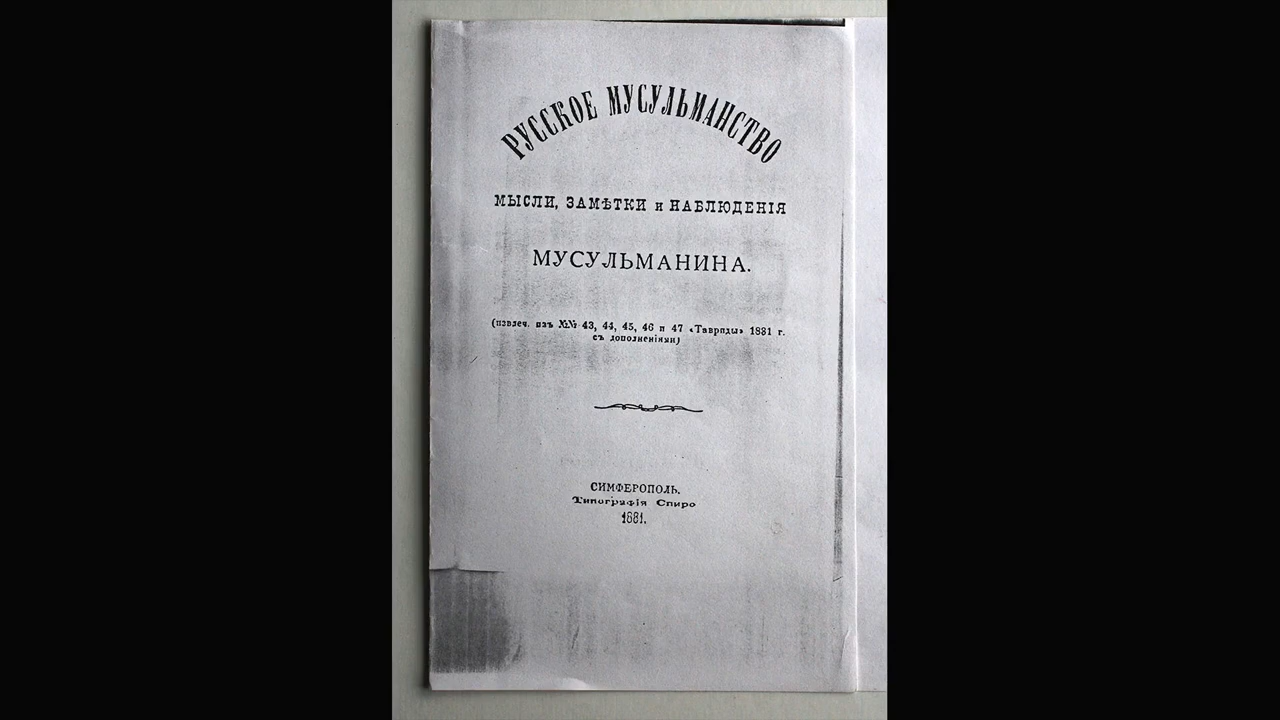 РУССКОЕ МУСУЛЬМАНСТВО
МЫСЛИ, ЗАМѢТКИ и НАБЛЮДЕНІЯ
МУСУЛЬМАНИНА.
(извлеч. изъ №№ 43, 44, 45, 46 и 47 «Тавриды» 1881 г.
съ дополненіями)
СИМФЕРОПОЛЬ.
Типографія Спиро
1881.